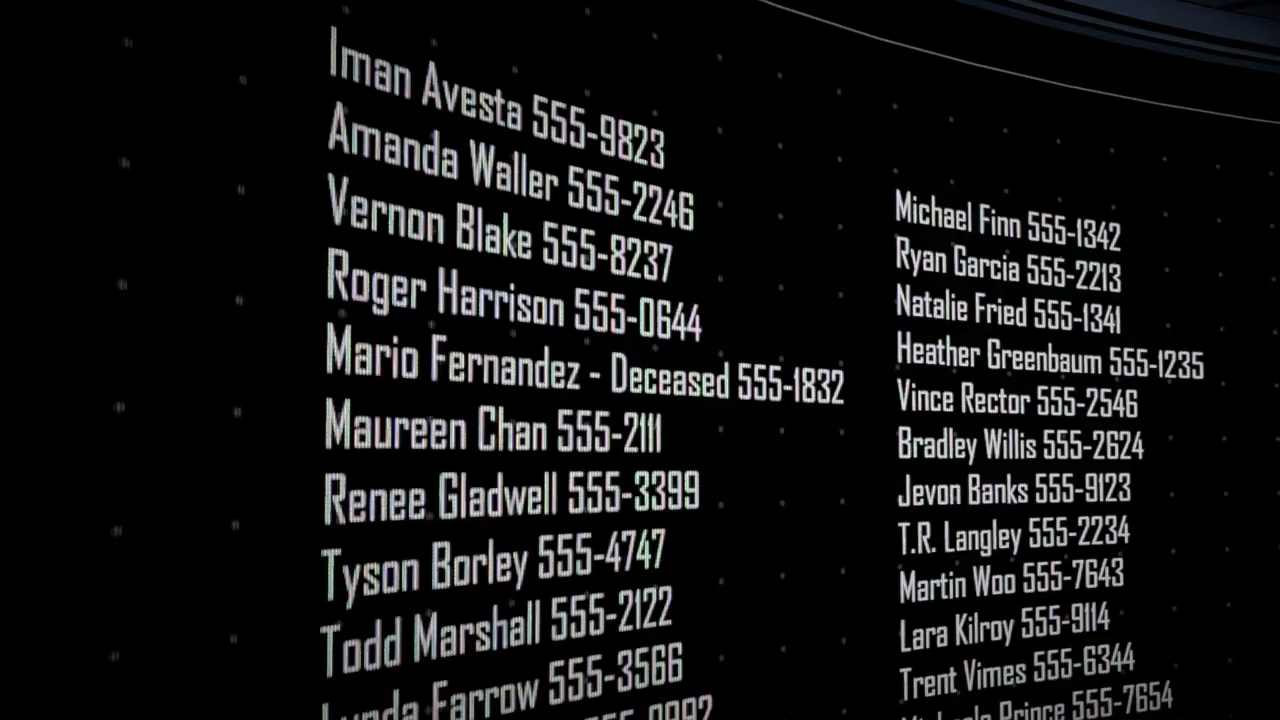 Iman Avesta 555-9823
Amanda Waller 555-2246
Vernon Blake 555-8237
Roger Harrison 555-0644
Mario Fernandez - Deceased 555-1832
Maureen Chan 555-2111
Renee Gladwell 555-3399
Tyson Borley 555-4747
Todd Marshall 555-2122
Lynda Farrow 555-3566
Michael Finn 555-1342
Ryan Garcia 555-2213
Natalie Fried 555-1341
Heather Greenbaum 555-1235
Vince Rector 555-2546
Bradley Willis 555-2624
Jevon Banks 555-9123
T.R. Langley 555-2234
Martin Woo 555-7643
Lara Kilroy 555-9114
Trent Vimes 555-6344
Prince 555-7654